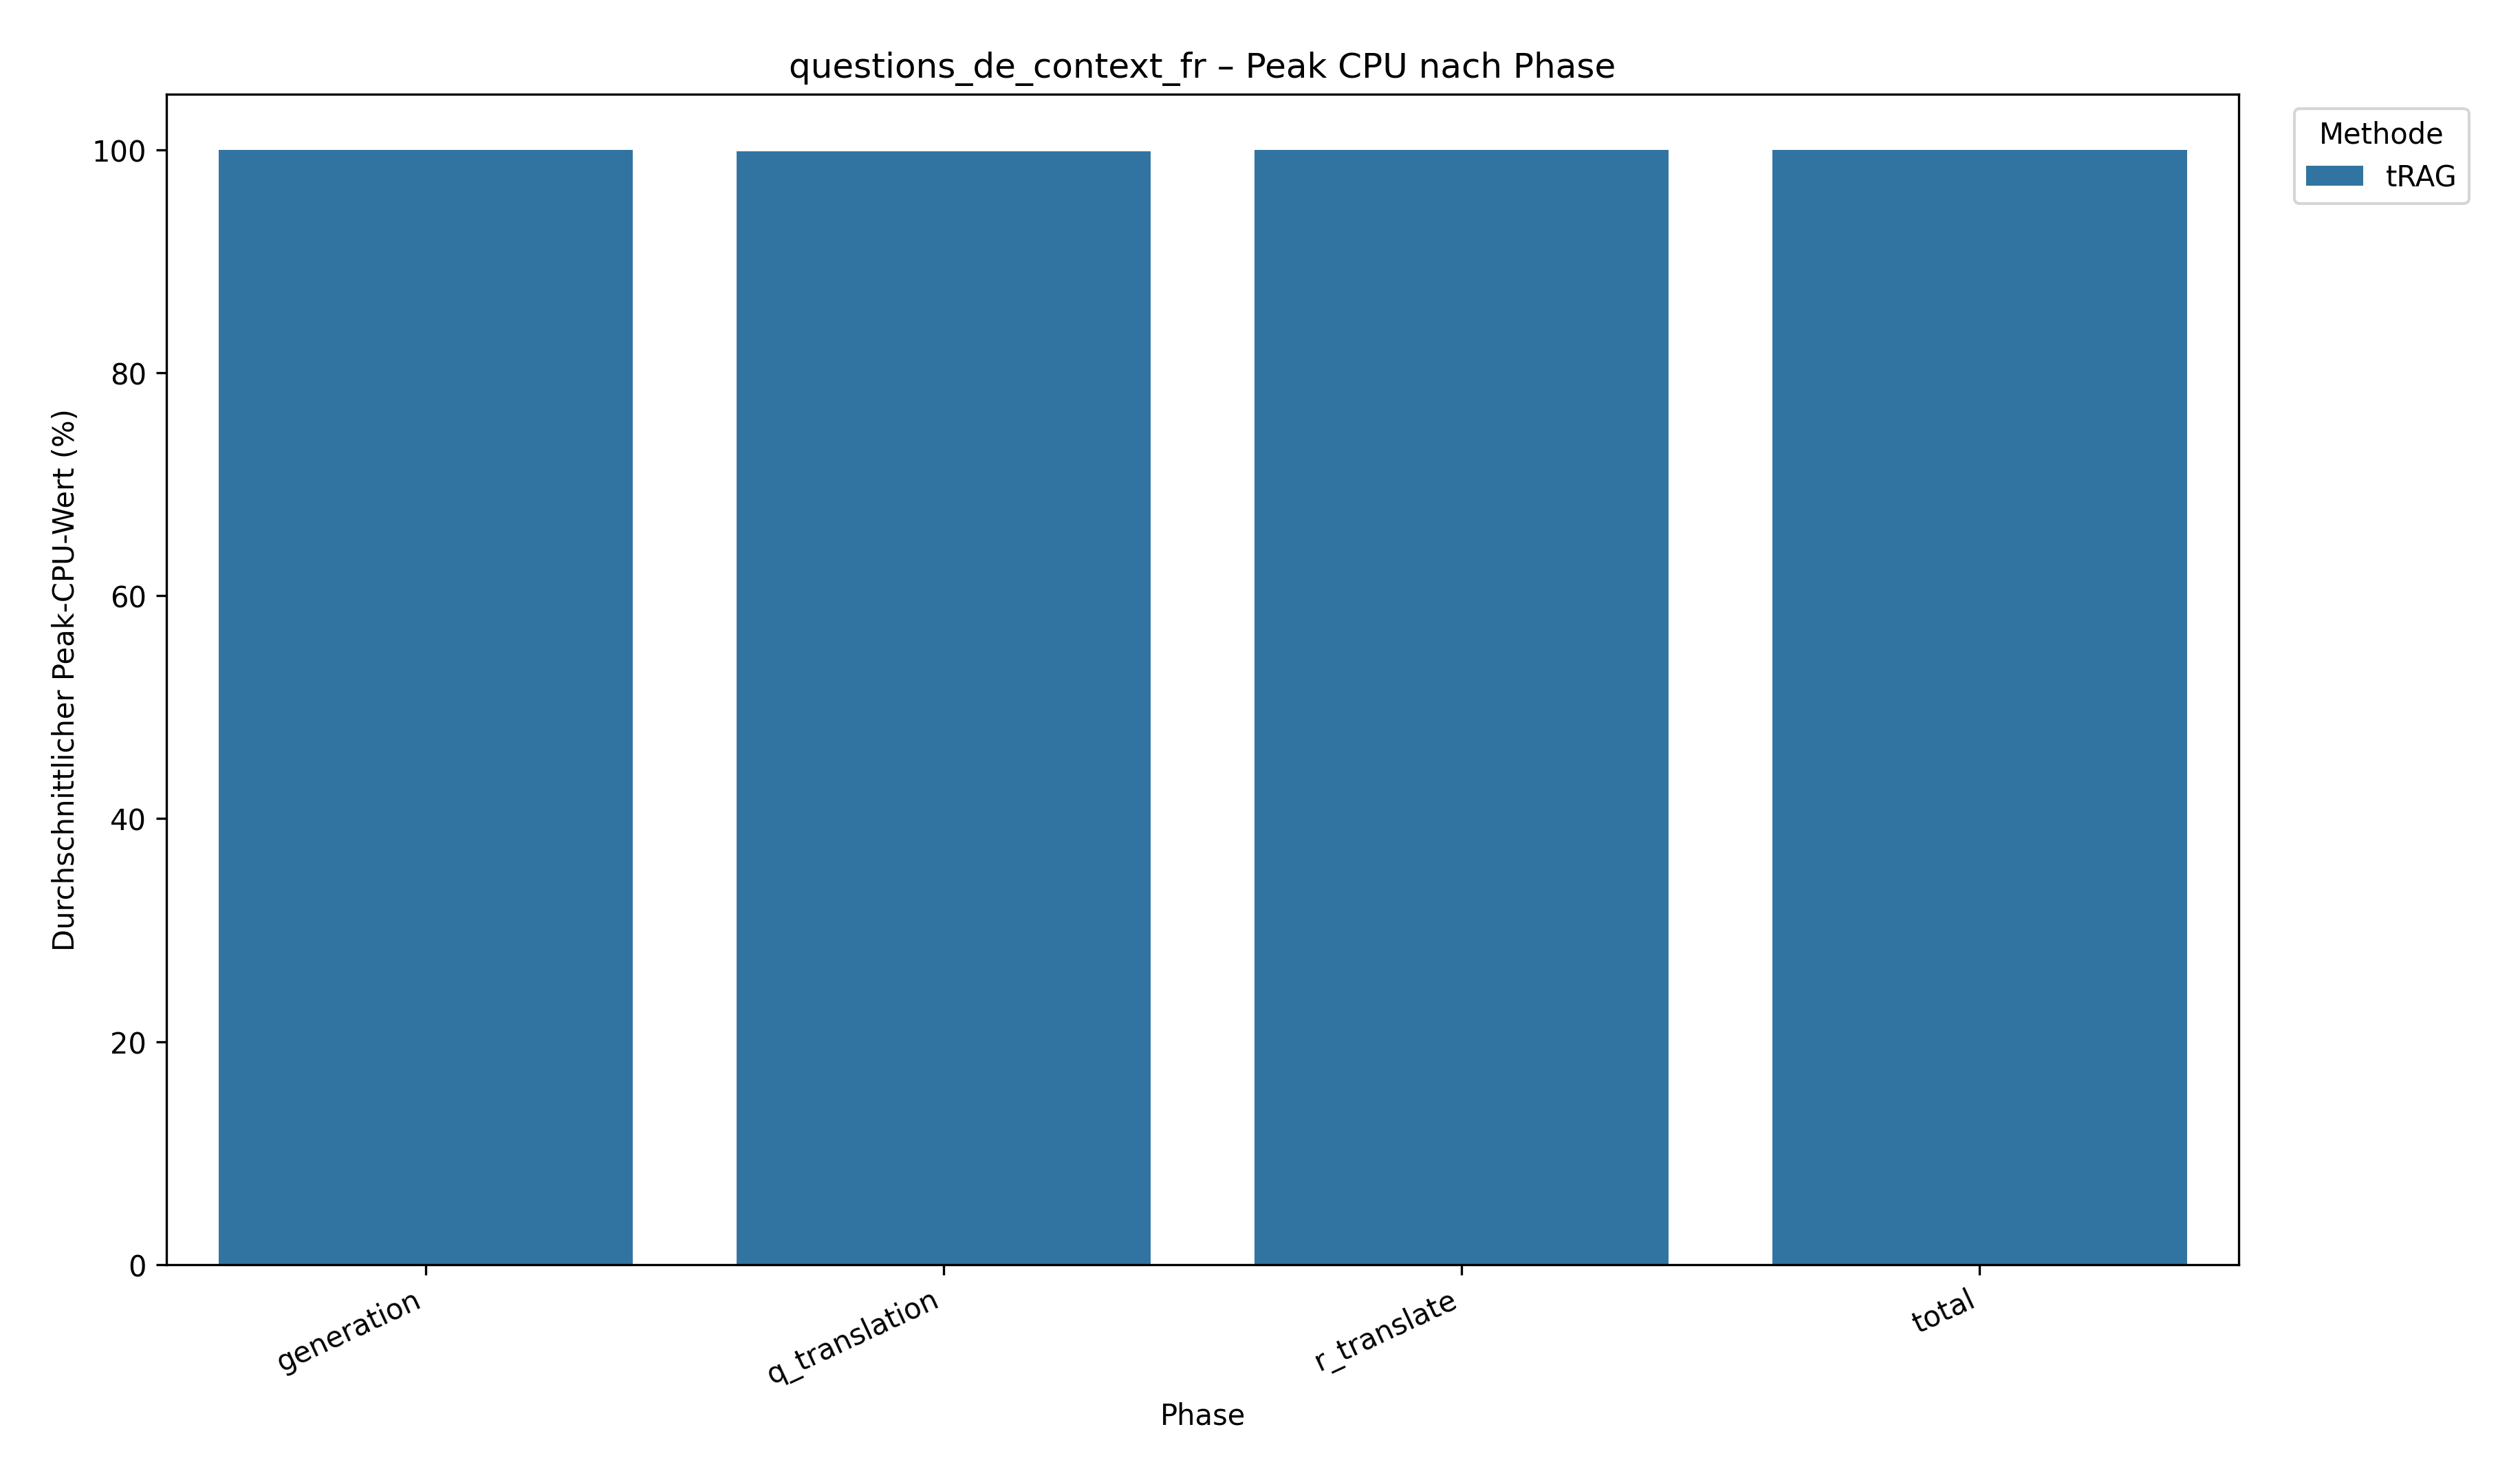 questions_de_context_fr – Peak CPU nach Phase
Methode
tRAG
Durchschnittlicher Peak-CPU-Wert (%)
100
80
60
40
20
0
generation
q_translation
r_translate
total
Phase